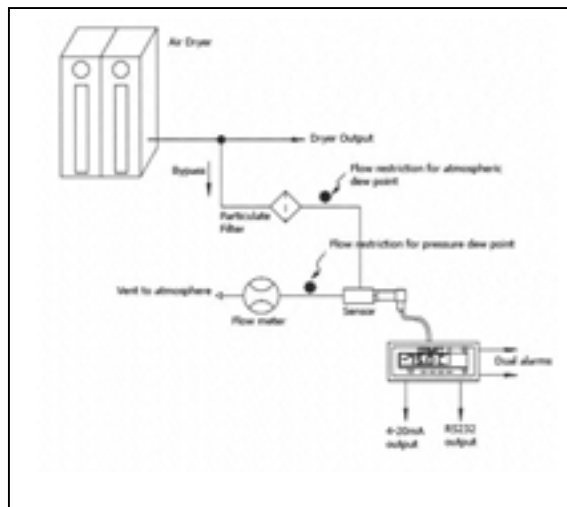 Air Dryer
Dryer Output
Bypass
Flow restriction for atmospheric
dew point
Particulate
Filter
Flow restriction for pressure dew point
Vent to atmosphere
Flow meter
Sensor
Dual alarms
4-20mA
output
RS232
output